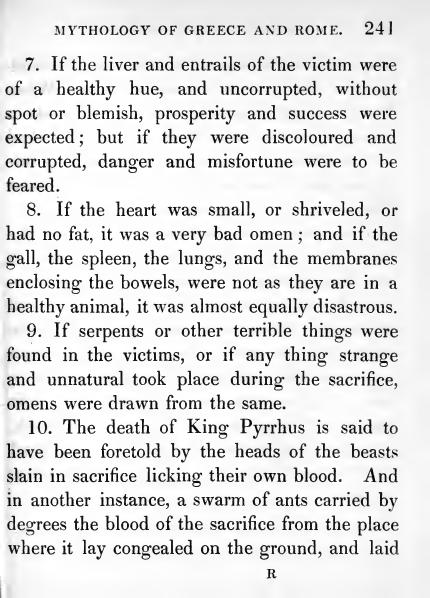 MYTHOLOGY OF GREECE AND ROME. 241
7. If the liver and entrails of the victim were
of a healthy hue, and uncorrupted, without
spot or blemish, prosperity and success were
expected; but if they were discoloured and
corrupted, danger and misfortune were to be
feared.
8. If the heart was small, or shriveled, or
had no fat, it was a very bad omen; and if the
gall, the spleen, the lungs, and the membranes
enclosing the bowels, were not as they are in a
healthy animal, it was almost equally disastrous.
9. If serpents or other terrible things were
found in the victims, or if any thing strange
and unnatural took place during the sacrifice,
omens were drawn from the same.
10. The death of King Pyrrhus is said to
have been foretold by the heads of the beasts
slain in sacrifice licking their own blood. And
in another instance, a swarm of ants carried by
degrees the blood of the sacrifice from the place
where it lay congealed on the ground, and laid
R